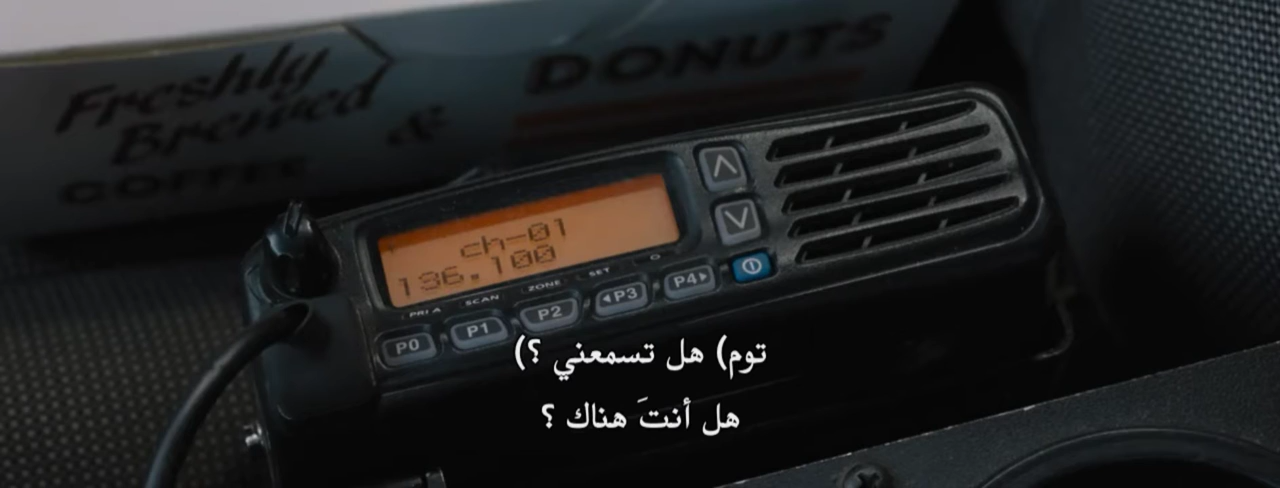 Freshly
Brewed
COFFEE
&
DONUTS
ch-01
136.100
PRI A SCAN ZONE SET
P0 P1 P2 ◄P3 P4►
توم) هل تسمعني ؟)
هل أنتَ هناك ؟